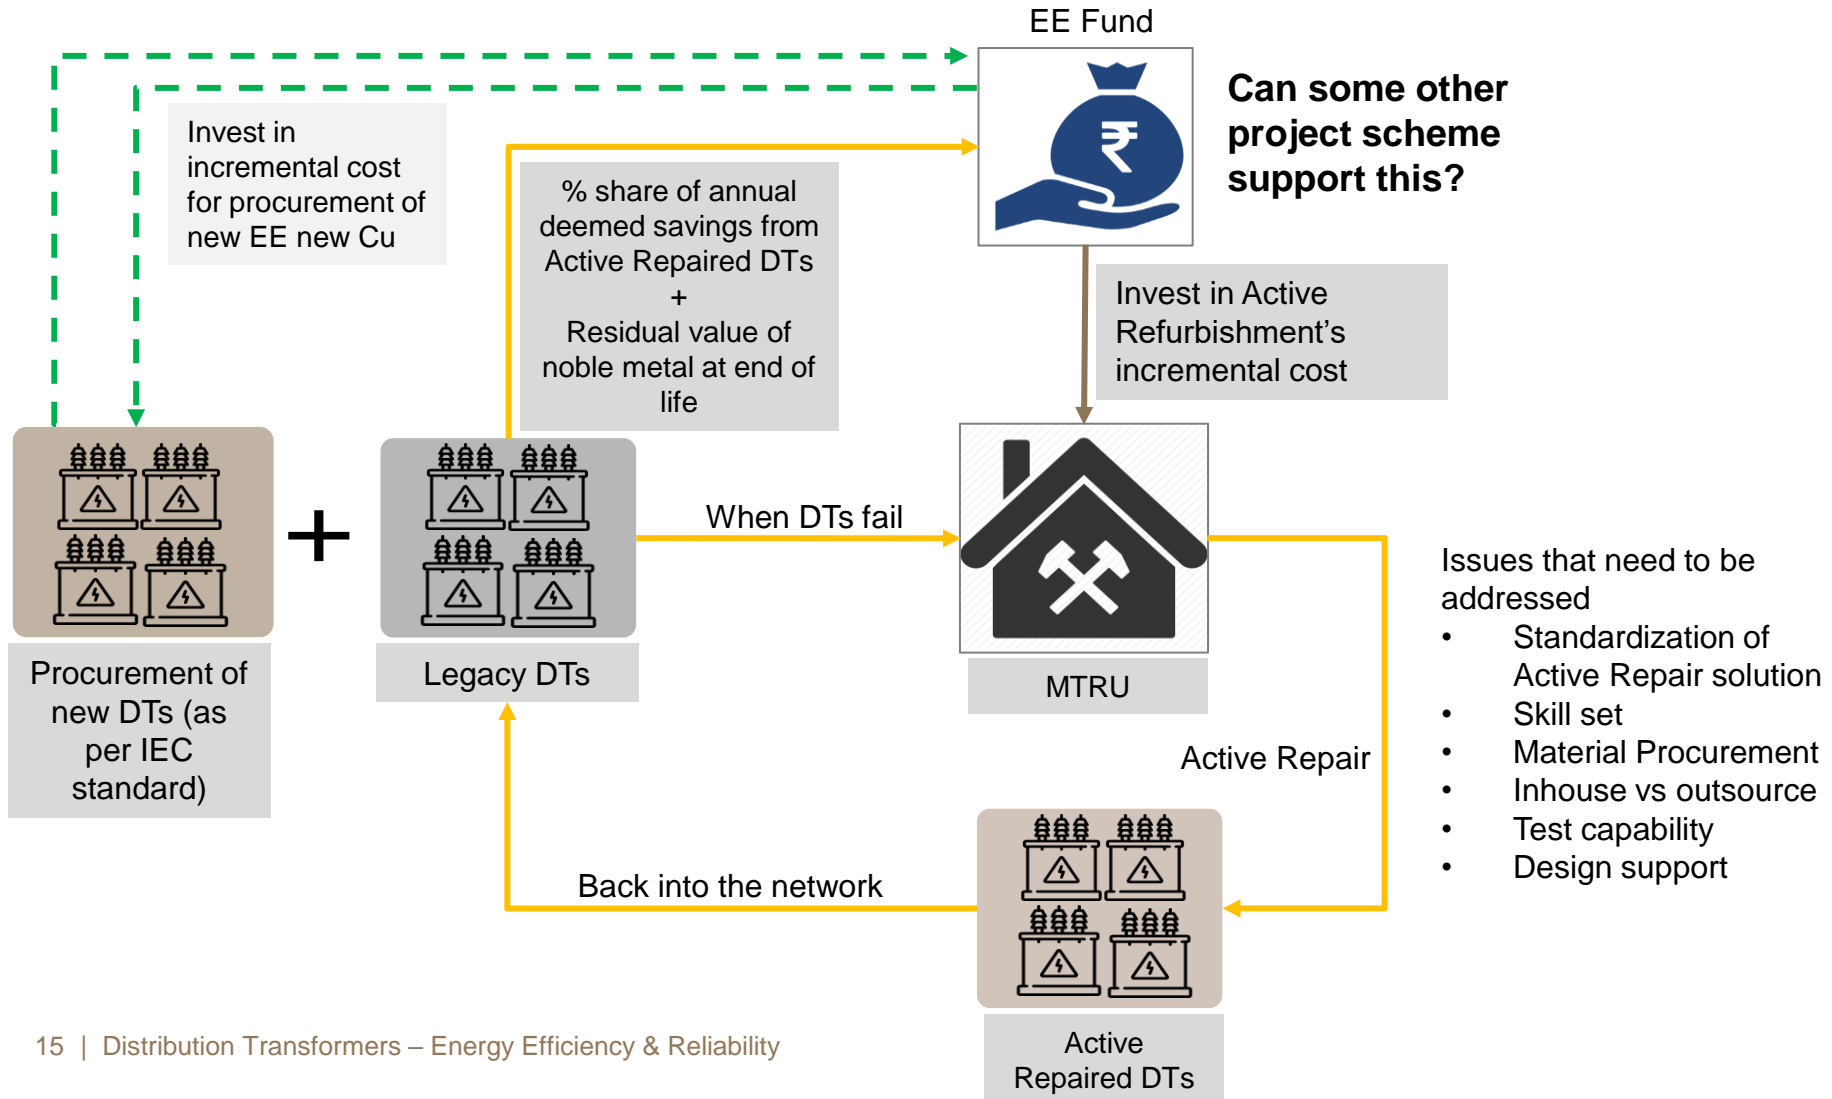 EE Fund
Can some other
project scheme
support this?
Invest in
incremental cost
for procurement of
new EE new Cu
% share of annual
deemed savings from
Active Repaired DTs
+
Residual value of
noble metal at end of
life
₹
Invest in Active
Refurbishment’s
incremental cost
+
When DTs fail
Procurement of
new DTs (as
per IEC
standard)
Legacy DTs
MTRU
Active Repair
Issues that need to be
addressed
• Standardization of
Active Repair solution
• Skill set
• Material Procurement
• Inhouse vs outsource
• Test capability
• Design support
Back into the network
Active
Repaired DTs
15 | Distribution Transformers – Energy Efficiency & Reliability